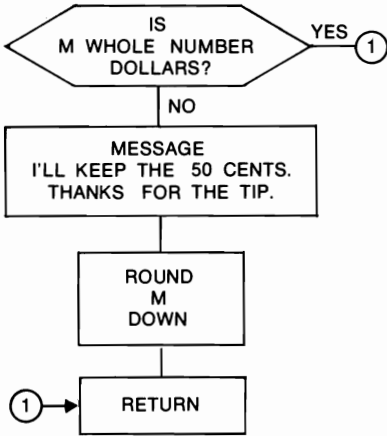 IS
M WHOLE NUMBER
DOLLARS?
YES
1
NO
MESSAGE
I'LL KEEP THE 50 CENTS.
THANKS FOR THE TIP.
ROUND
M
DOWN
1
RETURN